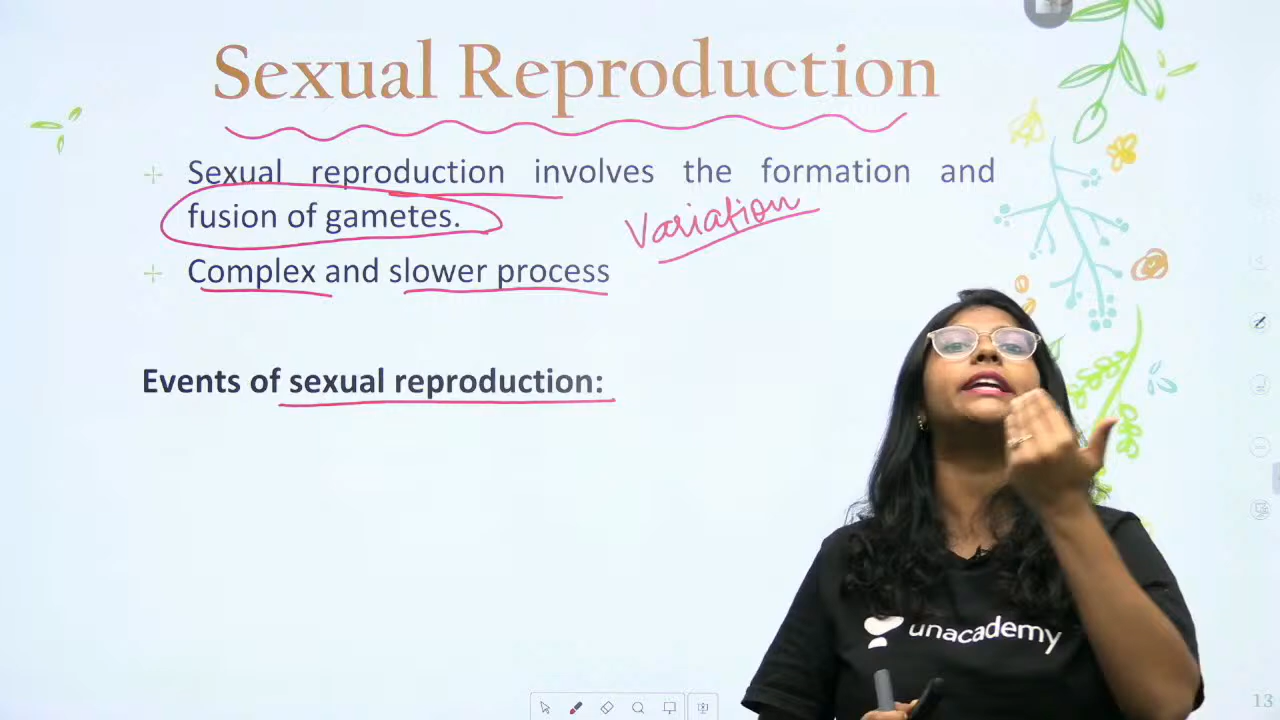 Sexual Reproduction
Sexual reproduction involves the formation and
fusion of gametes.
Variation
Complex and slower process
Events of sexual reproduction:
unacademy
13